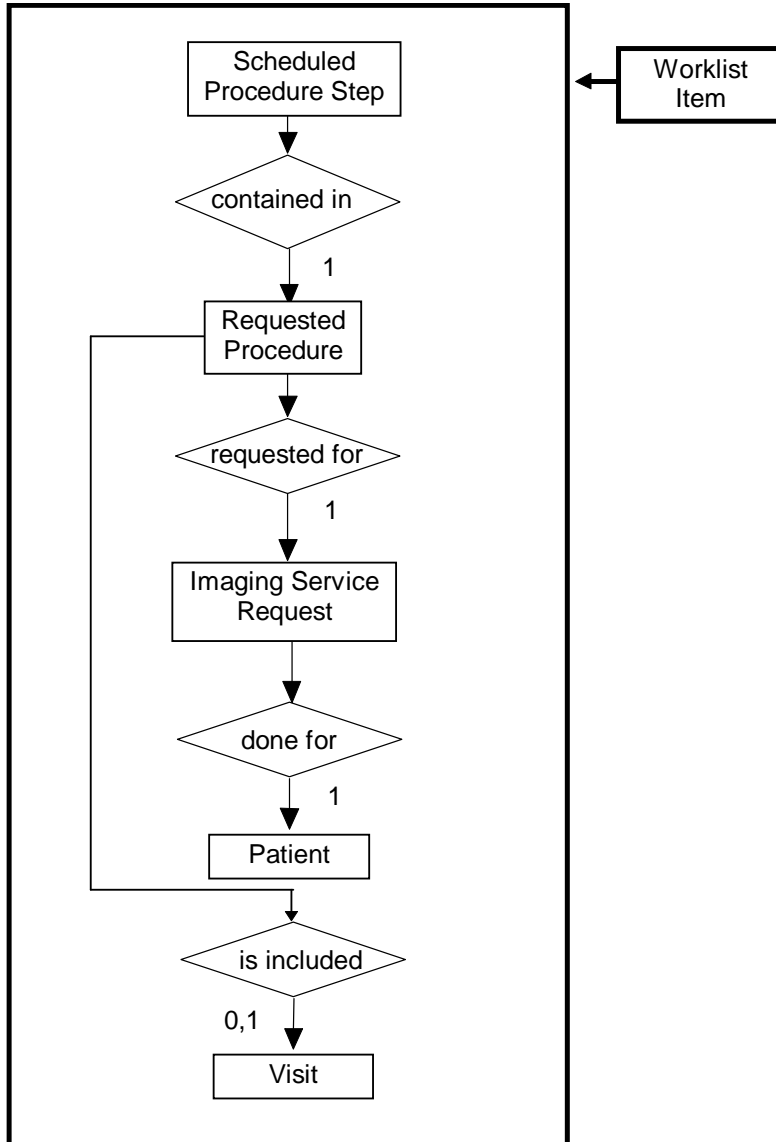 Scheduled
Procedure Step
Worklist
Item
contained in
1
Requested
Procedure
requested for
1
Imaging Service
Request
done for
1
Patient
is included
0,1
Visit